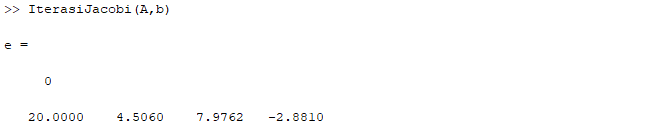 >> IterasiJacobi(A,b)
e =
0
20.0000 4.5060 7.9762 -2.8810